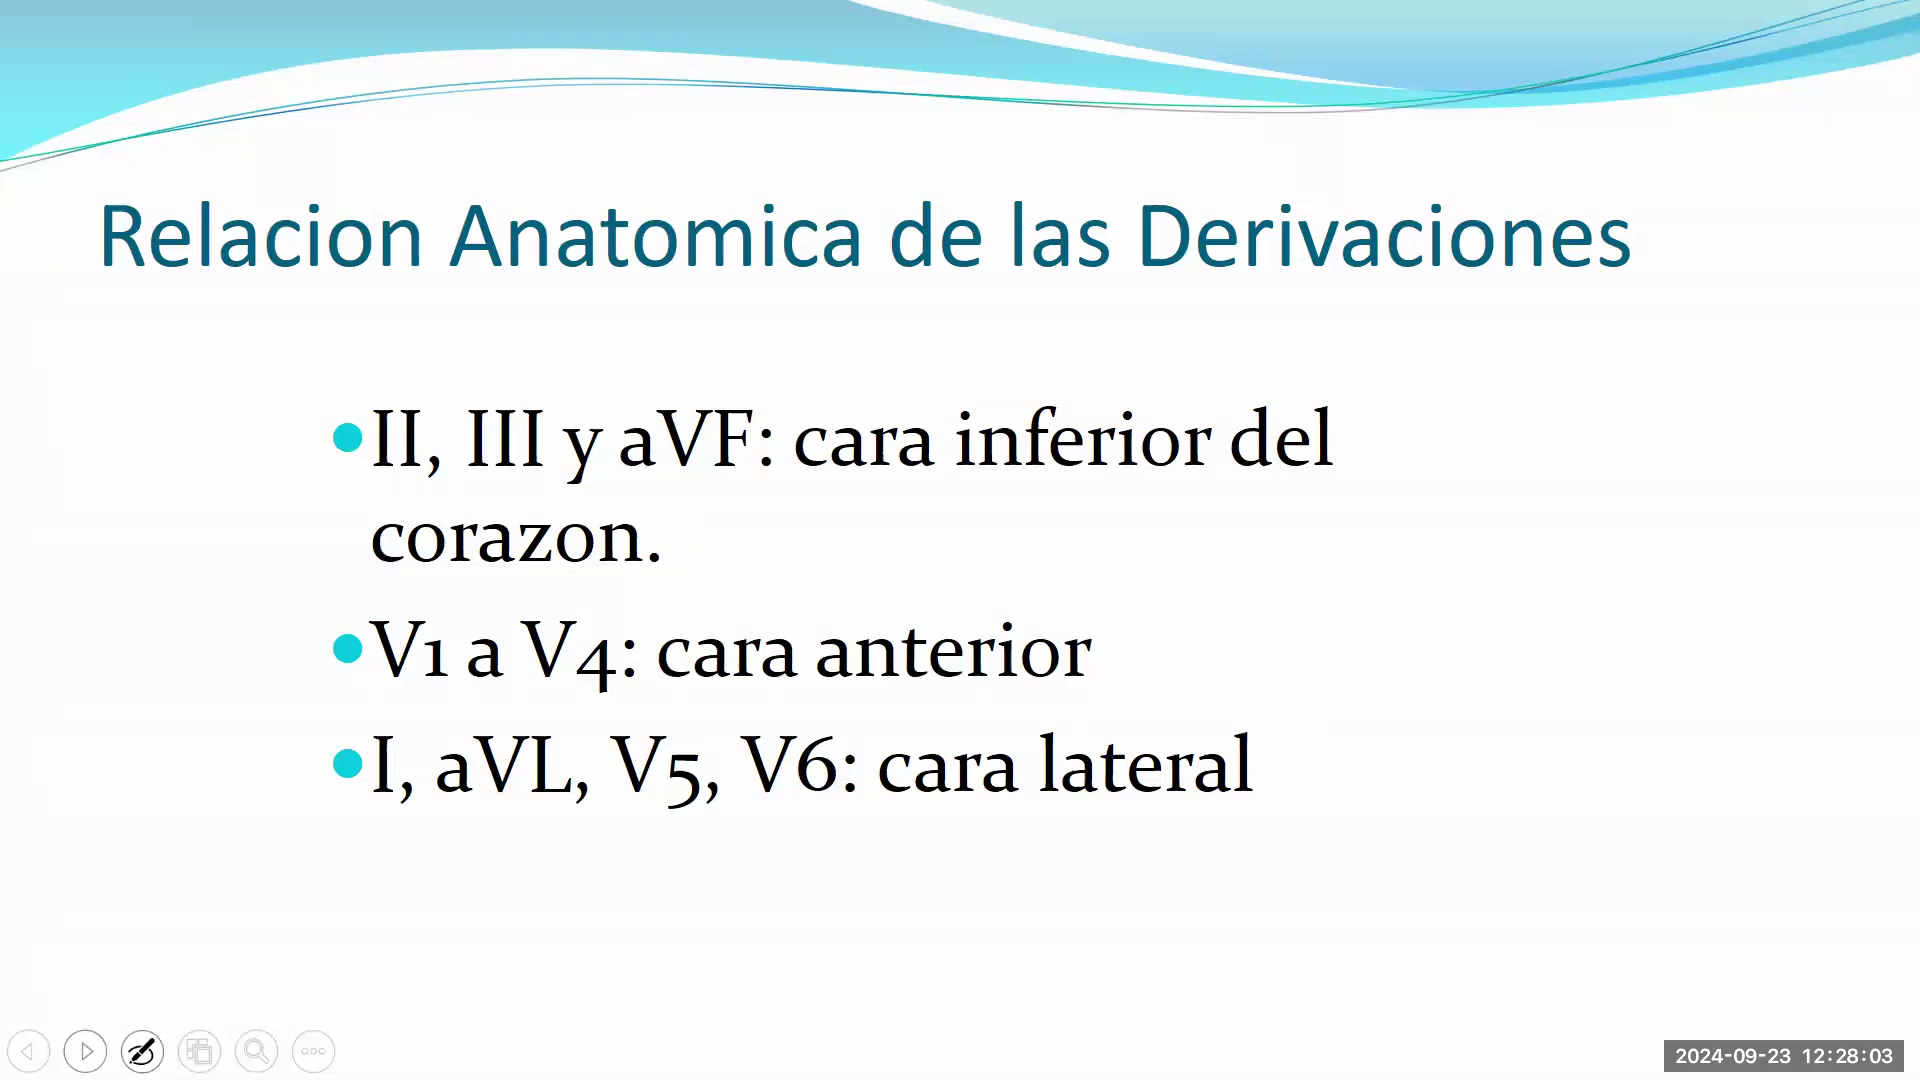 Relacion Anatomica de las Derivaciones
II, III y aVF: cara inferior del
corazon.
V1 a V4: cara anterior
I, aVL, V5, V6: cara lateral
2024-09-23 12:28:03